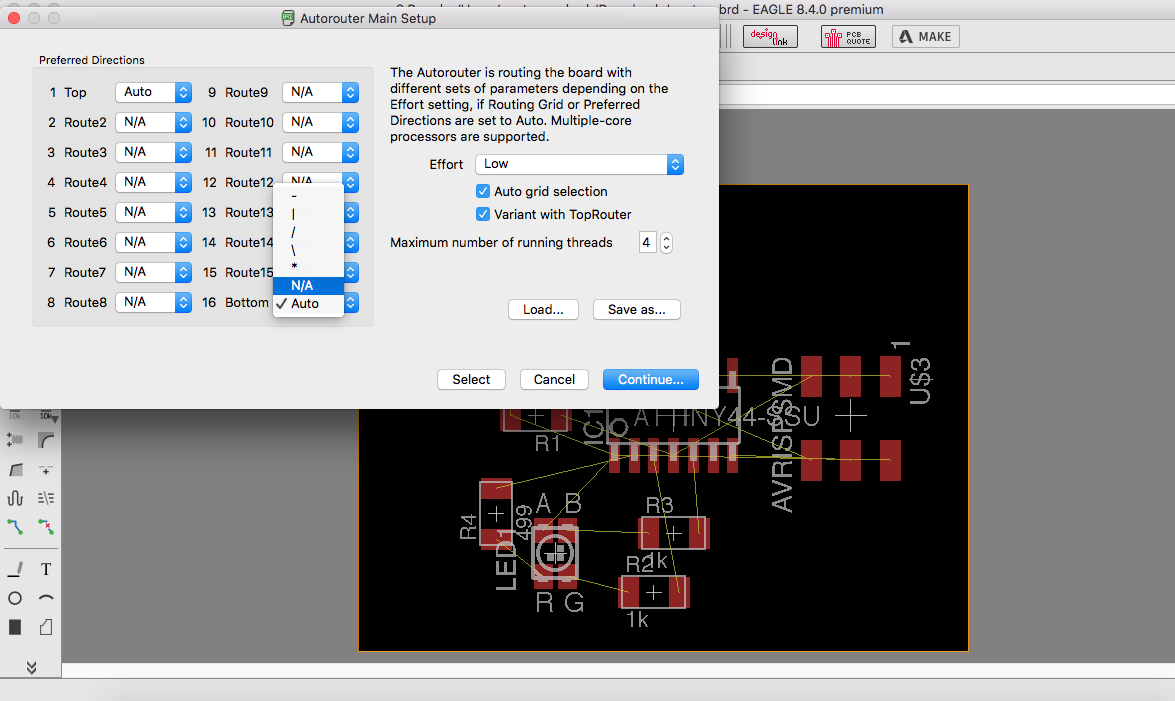 brd - EAGLE 8.4.0 premium
Autorouter Main Setup
design link
PCB QUOTE
MAKE
Preferred Directions
1 Top Auto 9 Route9 N/A
2 Route2 N/A 10 Route10 N/A
3 Route3 N/A 11 Route11 N/A
4 Route4 N/A 12 Route12 N/A
5 Route5 N/A 13 Route13
6 Route6 N/A 14 Route14
7 Route7 N/A 15 Route15
8 Route8 N/A 16 Bottom
-
|
/
\
*
N/A
✓ Auto
The Autorouter is routing the board with
different sets of parameters depending on the
Effort setting, if Routing Grid or Preferred
Directions are set to Auto. Multiple-core
processors are supported.
Effort Low
Auto grid selection
Variant with TopRouter
Maximum number of running threads 4
Load... Save as...
Select Cancel Continue...
10k 10k
R1
IC1
ATTINY44-SSU
AVRISPSMD
1
U$3
R4
499
LED1
A B
R G
R3
1k
R2
1k
T